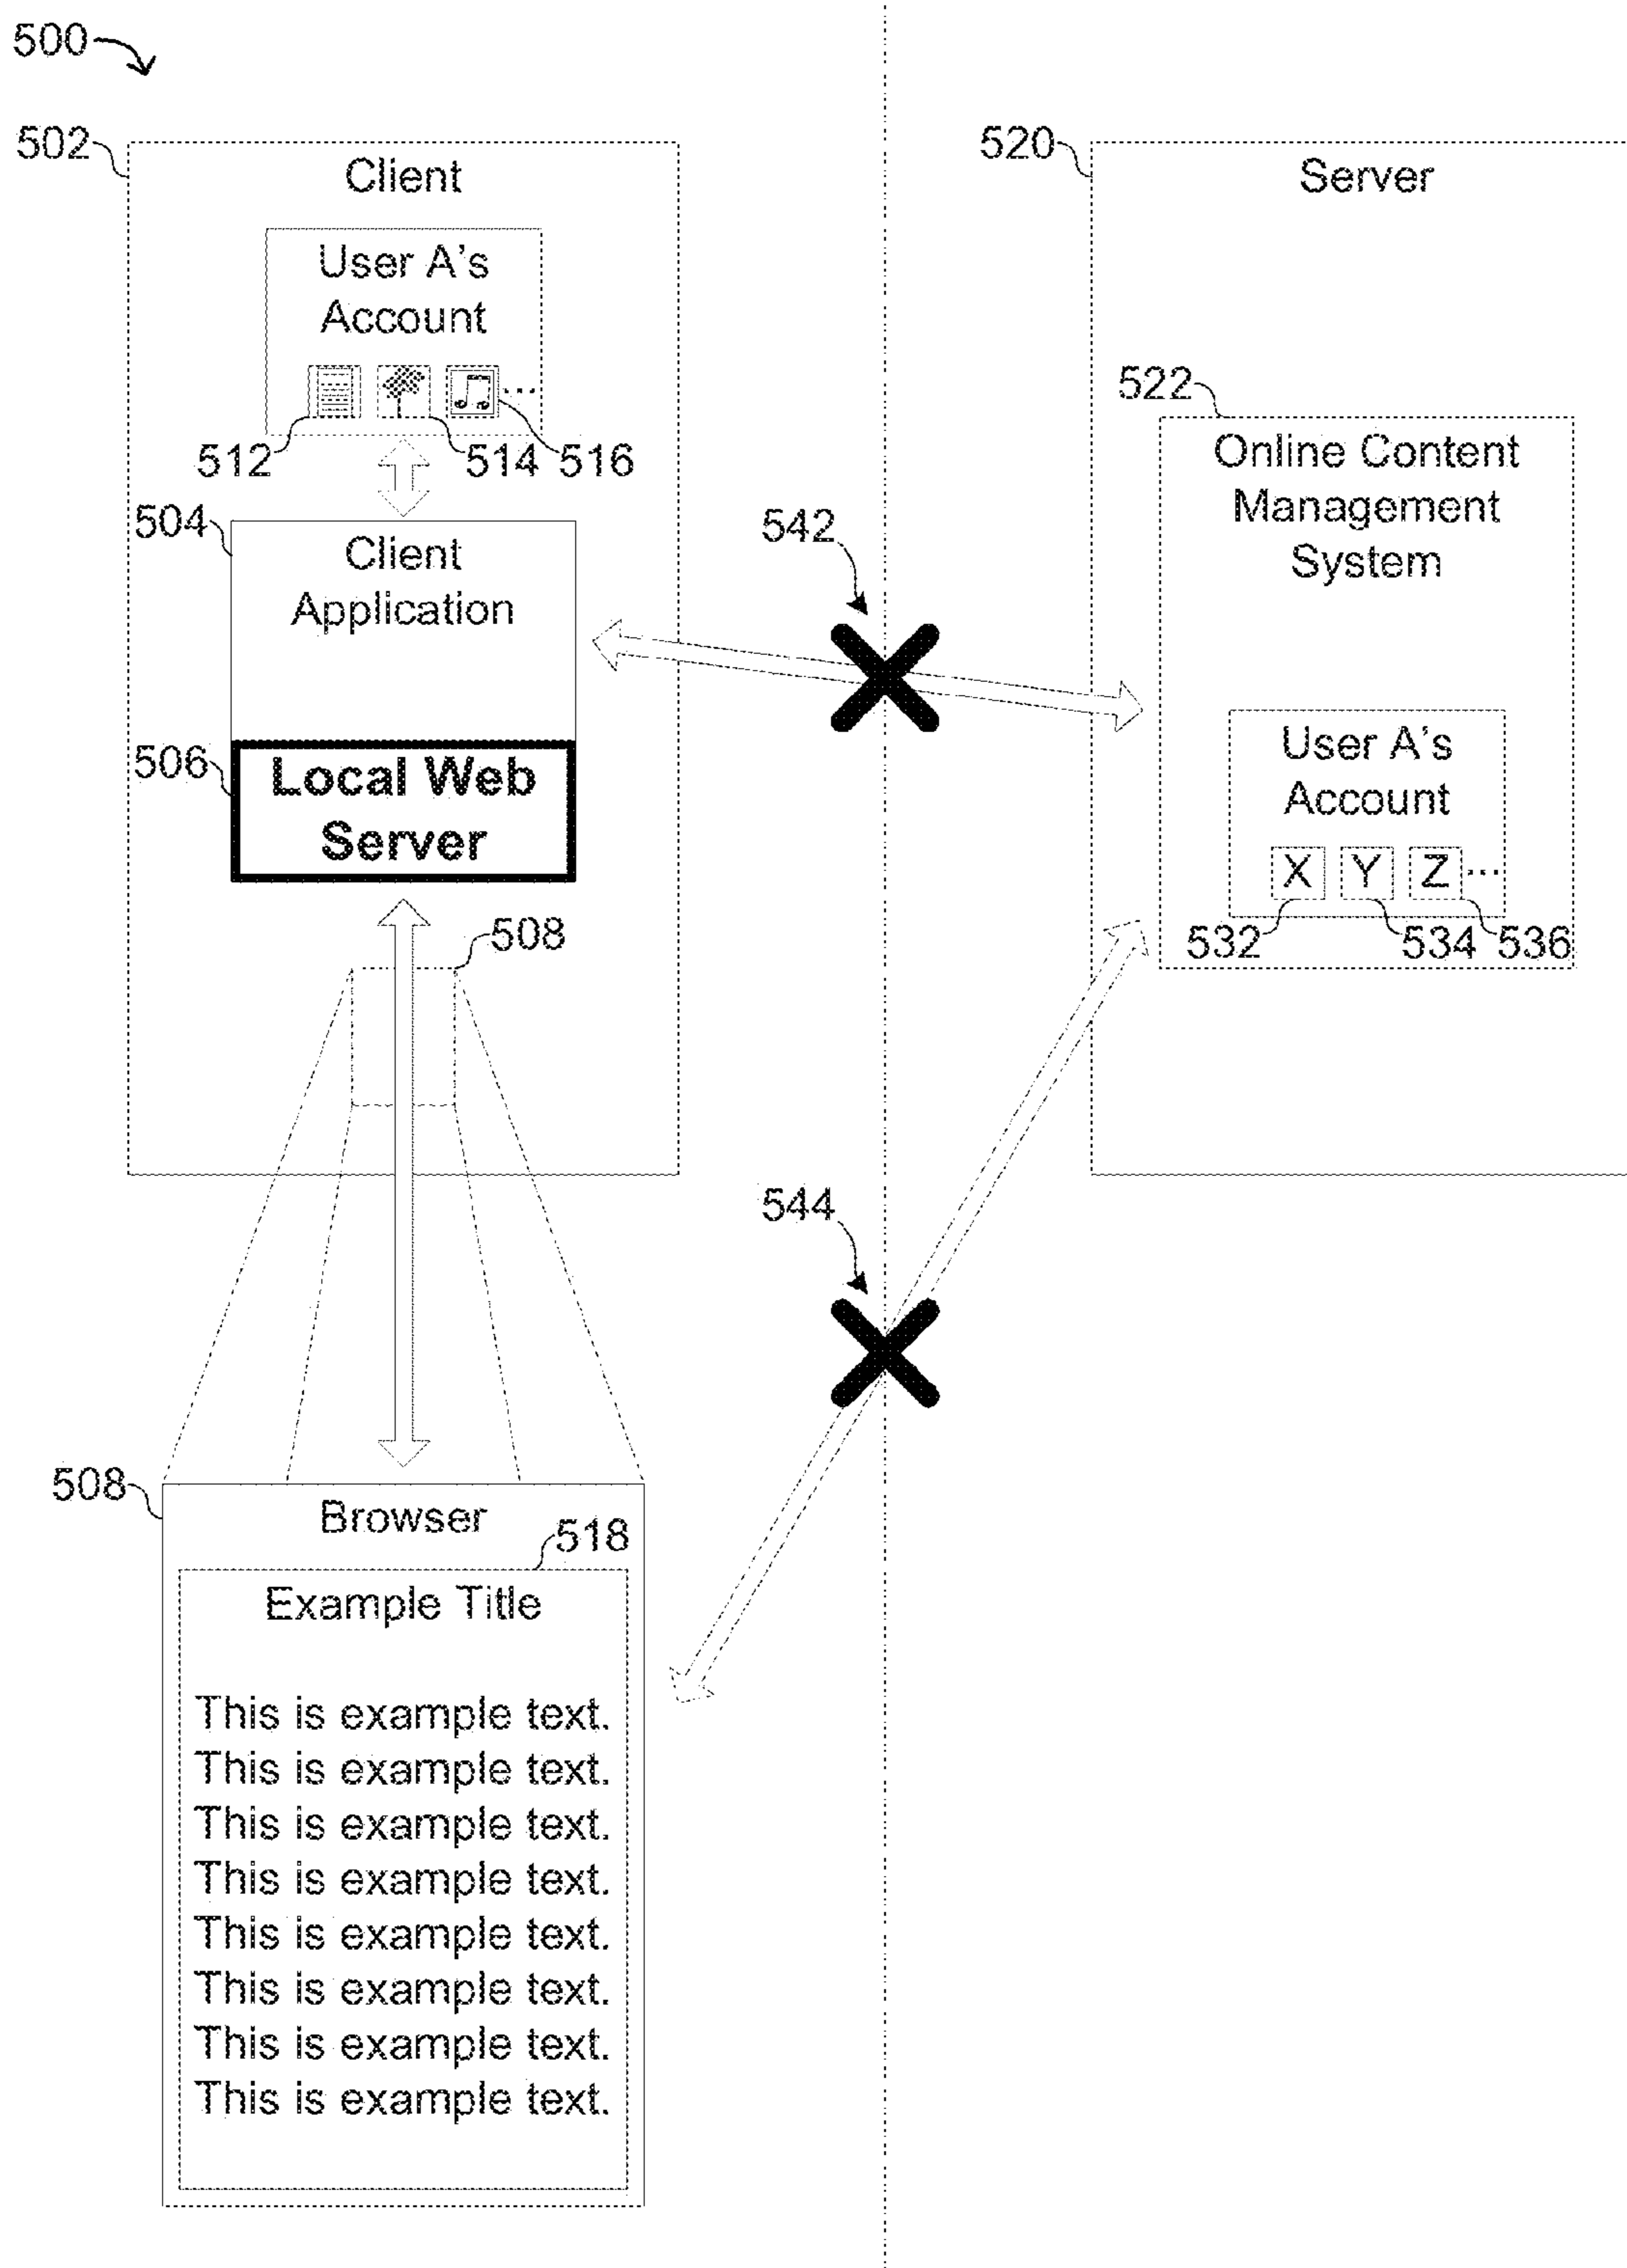 500
502
Client
User A's
Account
...
512
514
516
504
Client
Application
506
Local Web
Server
508
542
520
Server
522
Online Content
Management
System
User A's
Account
X Y Z ...
532
534
536
544
508
Browser
518
Example Title
This is example text.
This is example text.
This is example text.
This is example text.
This is example text.
This is example text.
This is example text.
This is example text.